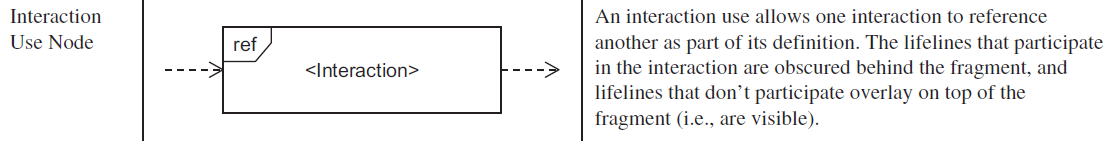 Interaction
Use Node
ref
<Interaction>
An interaction use allows one interaction to reference
another as part of its definition. The lifelines that participate
in the interaction are obscured behind the fragment, and
lifelines that don’t participate overlay on top of the
fragment (i.e., are visible).